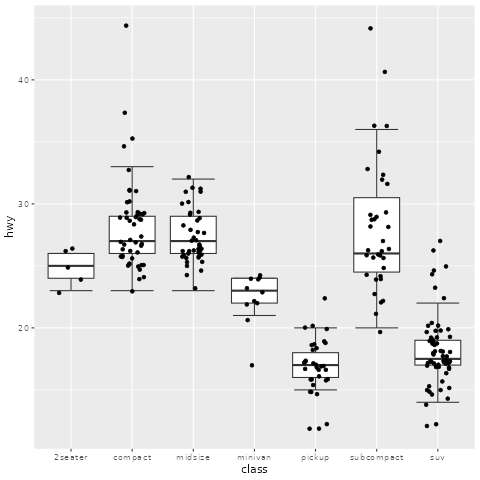 hwy
40
30
20
2seater compact midsize minivan pickup subcompact suv
class